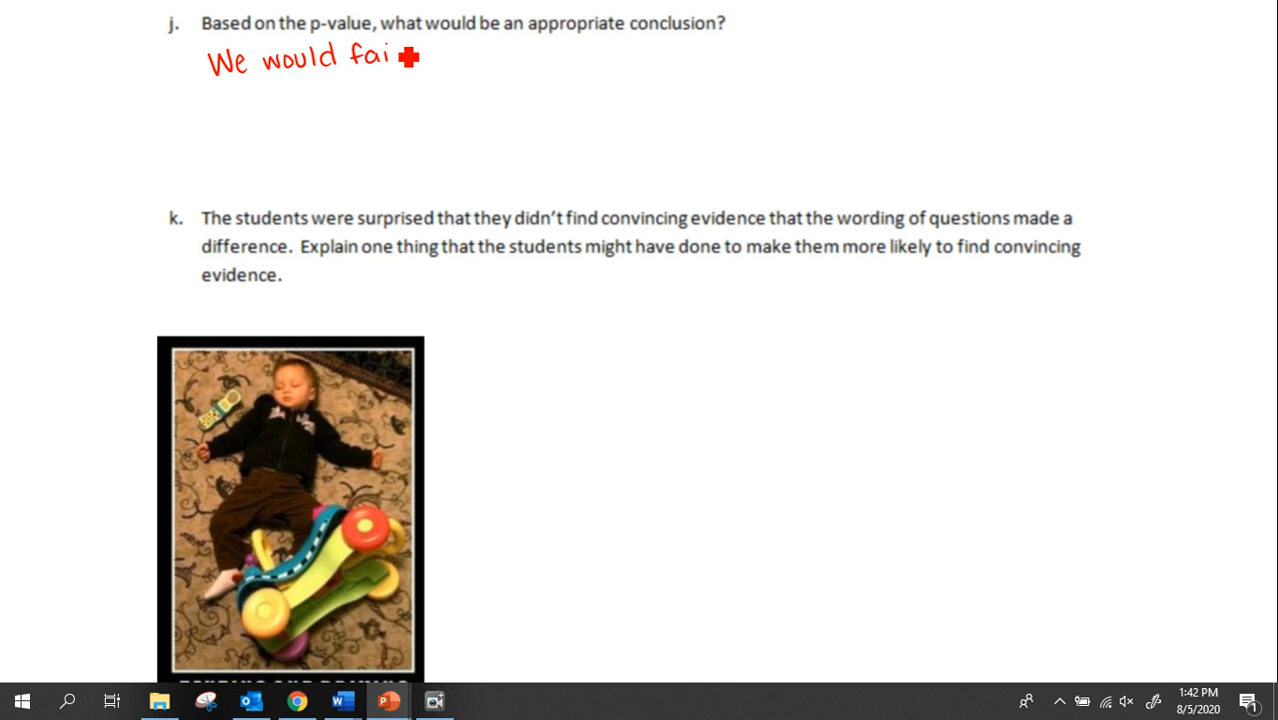 j. Based on the p-value, what would be an appropriate conclusion?
We would fai
k. The students were surprised that they didn't find convincing evidence that the wording of questions made a
difference. Explain one thing that the students might have done to make them more likely to find convincing
evidence.
1:42 PM
8/5/2020
1